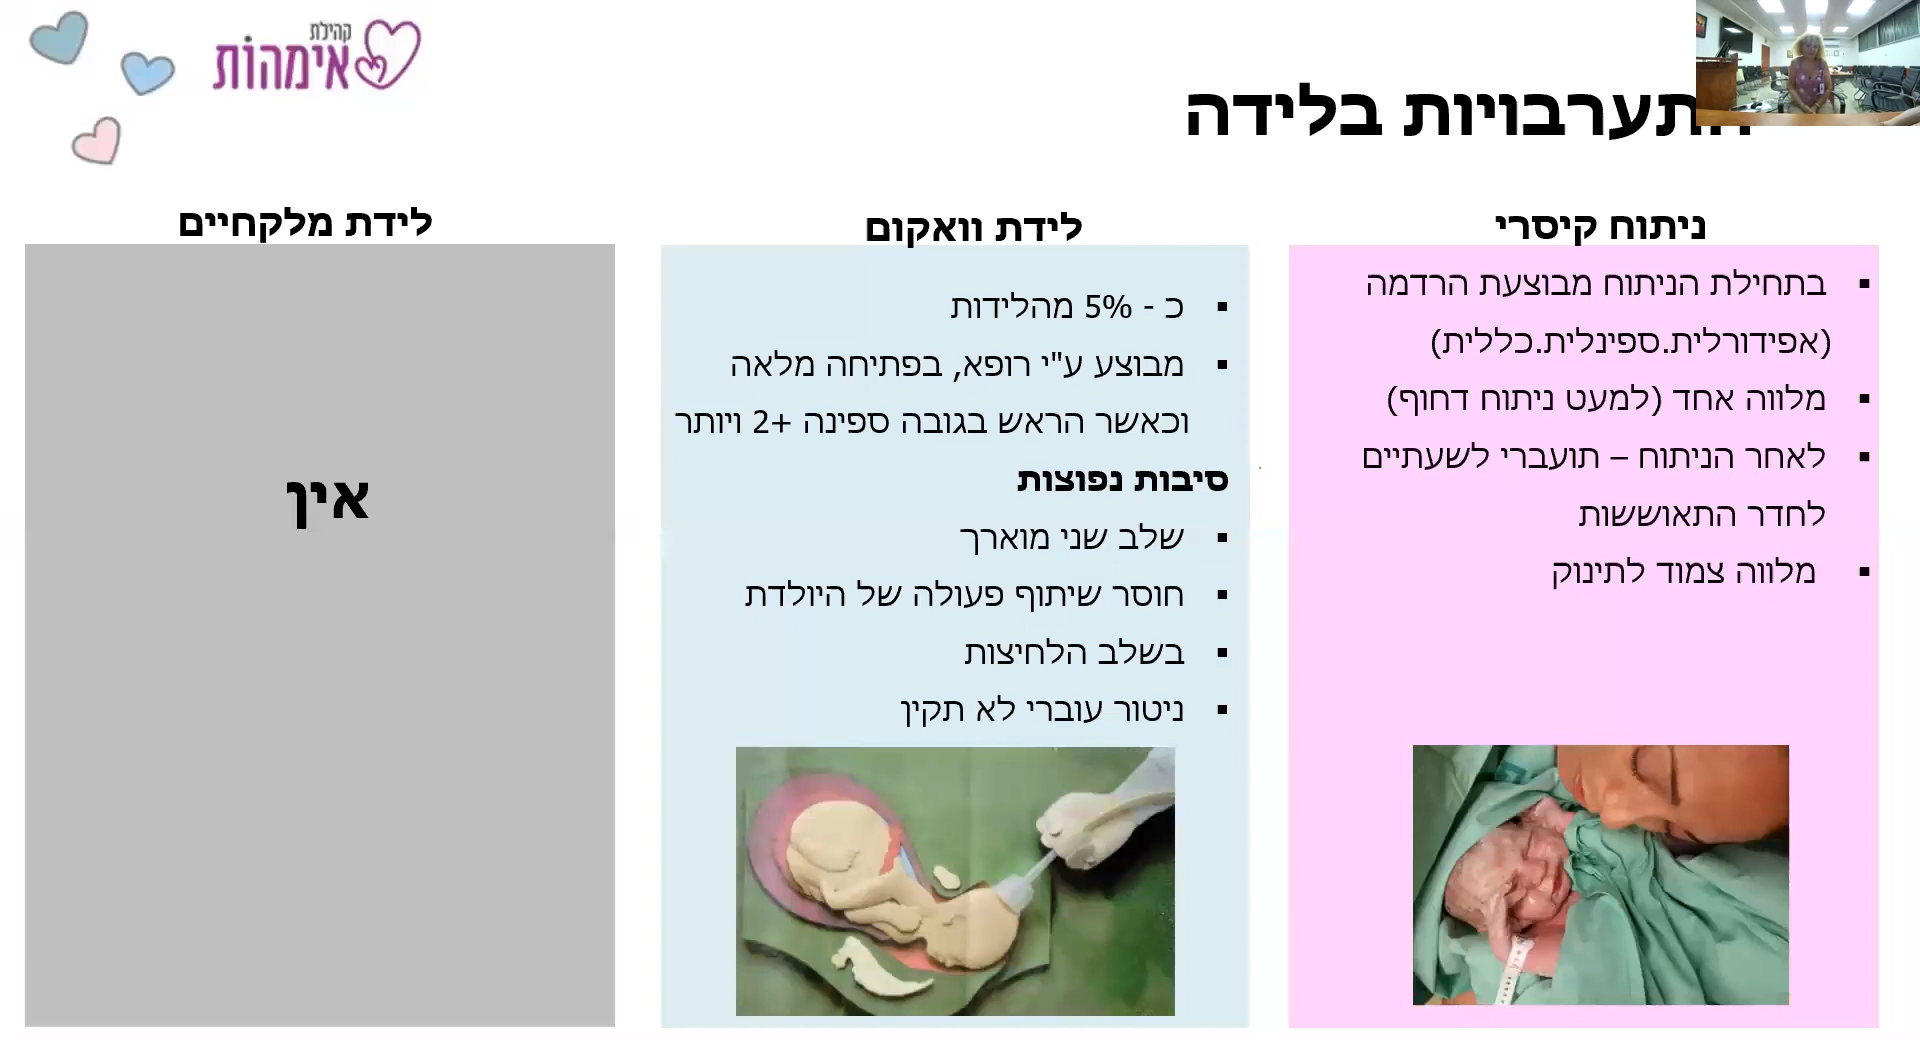 קהילת
אימהות
התערבויות בלידה
ניתוח קיסרי
▪ בתחילת הניתוח מבוצעת הרדמה
(אפידורלית.ספינלית.כללית)
▪ מלווה אחד (למעט ניתוח דחוף)
▪ לאחר הניתוח – תועברי לשעתיים
לחדר התאוששות
▪ מלווה צמוד לתינוק
לידת וואקום
▪ כ - 5% מהלידות
▪ מבוצע ע"י רופא, בפתיחה מלאה
וכאשר הראש בגובה ספינה +2 ויותר
סיבות נפוצות
▪ שלב שני מוארך
▪ חוסר שיתוף פעולה של היולדת
▪ בשלב הלחיצות
▪ ניטור עוברי לא תקין
לידת מלקחיים
אין